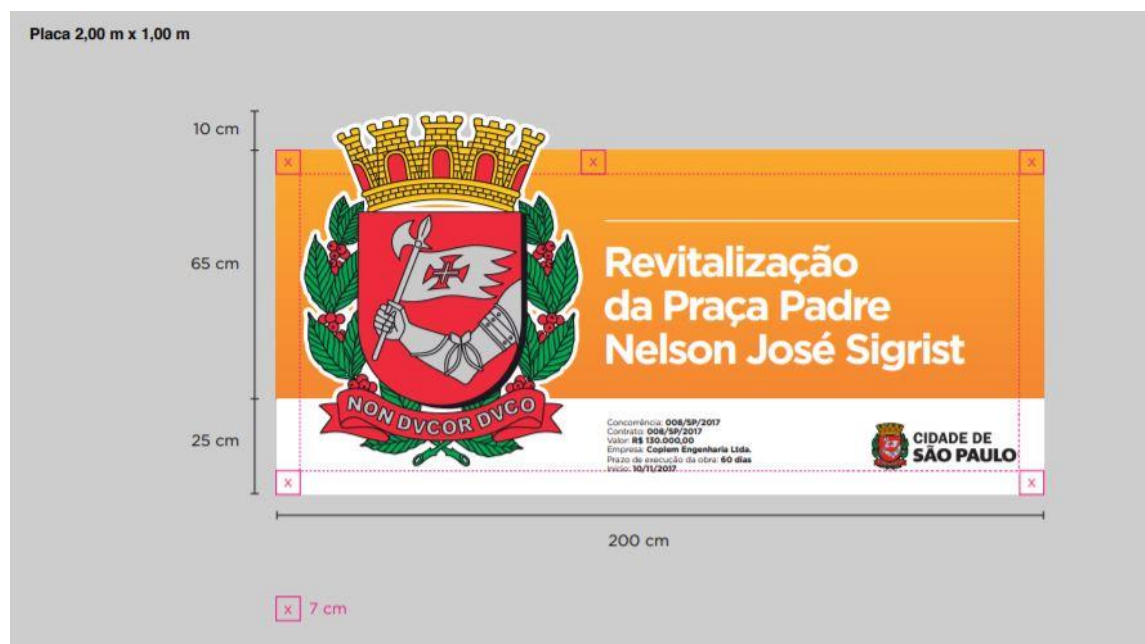 Placa 2,00 m x 1,00 m
10 cm
x
x
x
65 cm
Revitalização
da Praça Padre
Nelson José Sigrist
NON DVCOR DVCO
25 cm
Concorrência: 008/SP/2017
Contrato: 008/SP/2017
Valor: R$ 130.000,00
Empresa: Coplem Engenharia Ltda.
Prazo de execução da obra: 60 dias
Início: 10/11/2017
CIDADE DE
SÃO PAULO
x
x
200 cm
x 7 cm